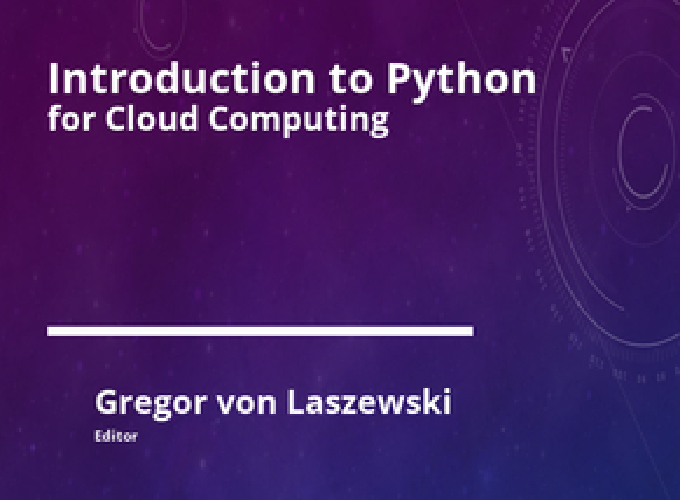 Introduction to Python
for Cloud Computing
Gregor von Laszewski
Editor